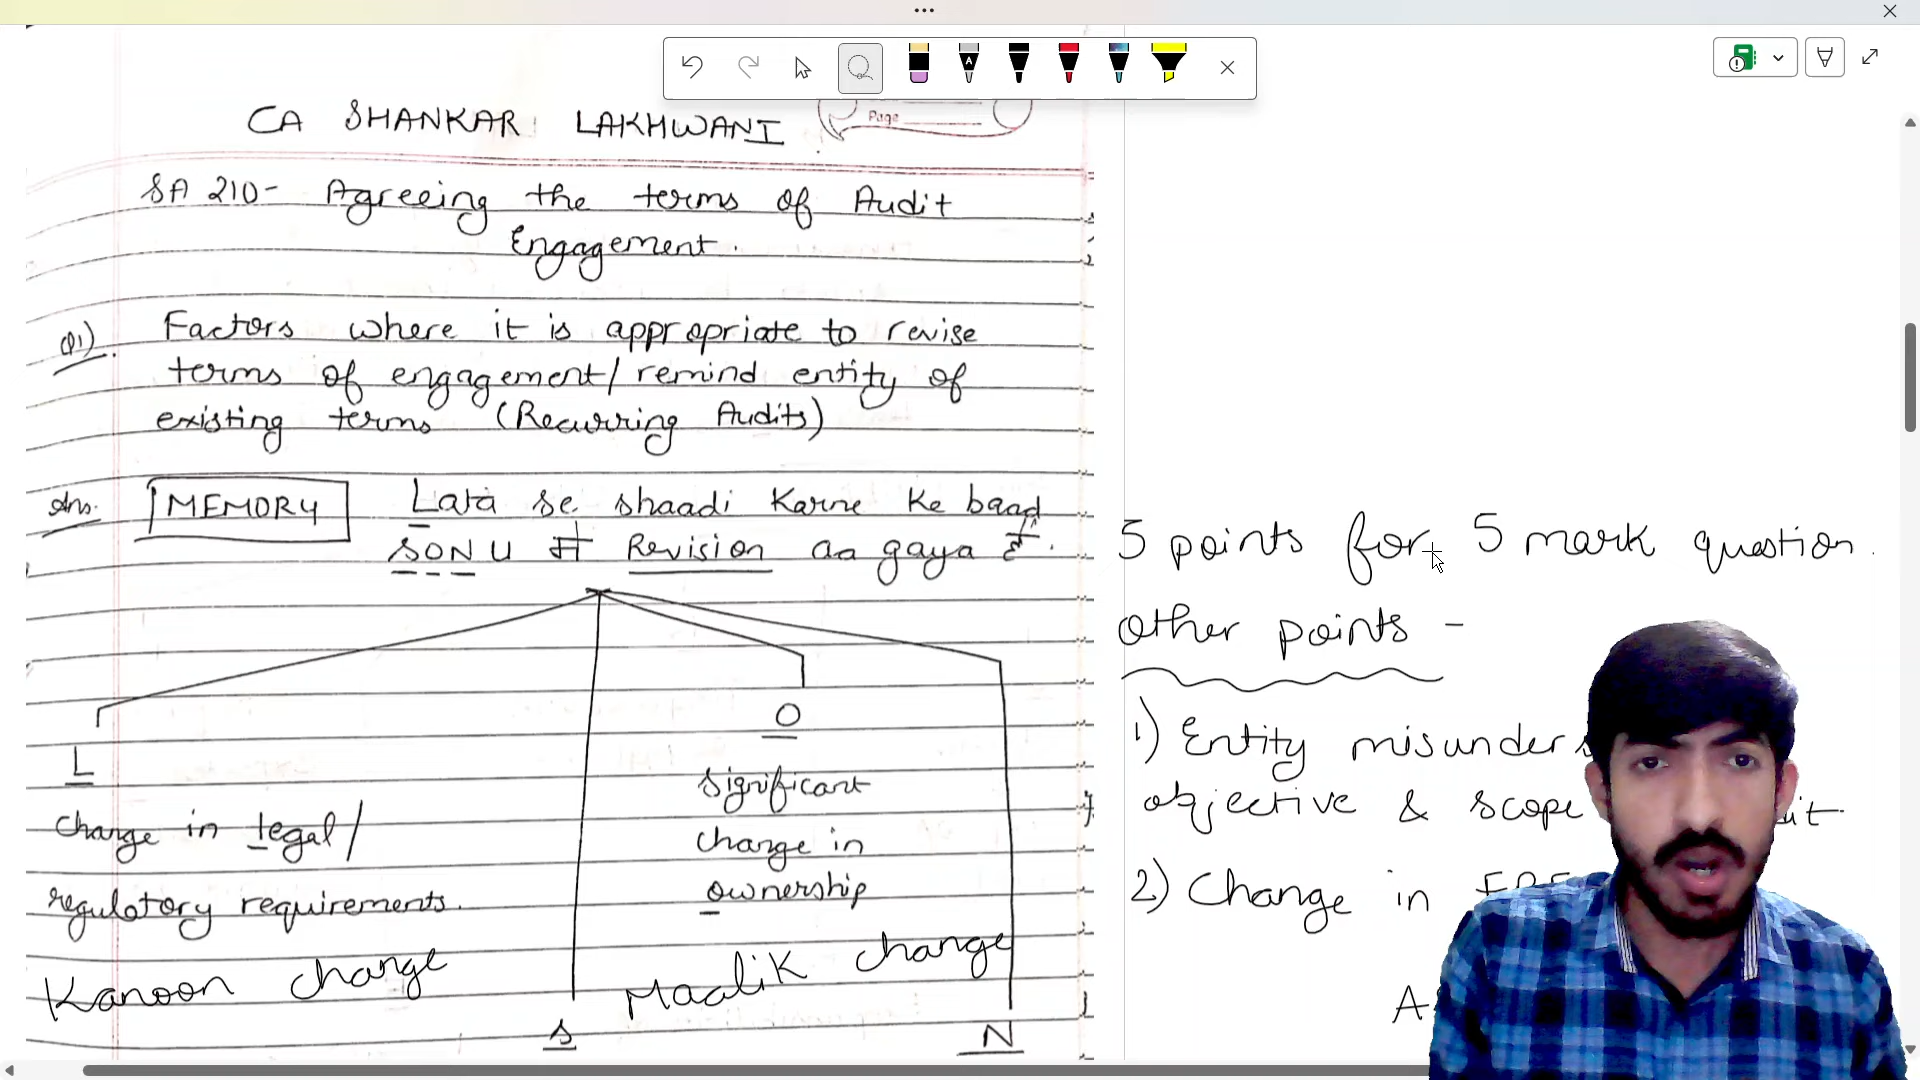 CA SHANKAR LAKHWANI
Page
SA 210- Agreeing the terms of Audit
Engagement.
Q1). Factors where it is appropriate to revise
terms of engagement/remind entity of
existing terms (Recurring Audits)
Ans. MEMORY Lata se shaadi Karne Ke baad
SONU में Revision aa gaya है.
5 points for 5 mark question.
other points -
L
O
1) Entity misunders
objective & scope
2) Change in
change in legal/
regulatory requirements.
Significant
change in
ownership
Kanoon change
Maalik change
S
N